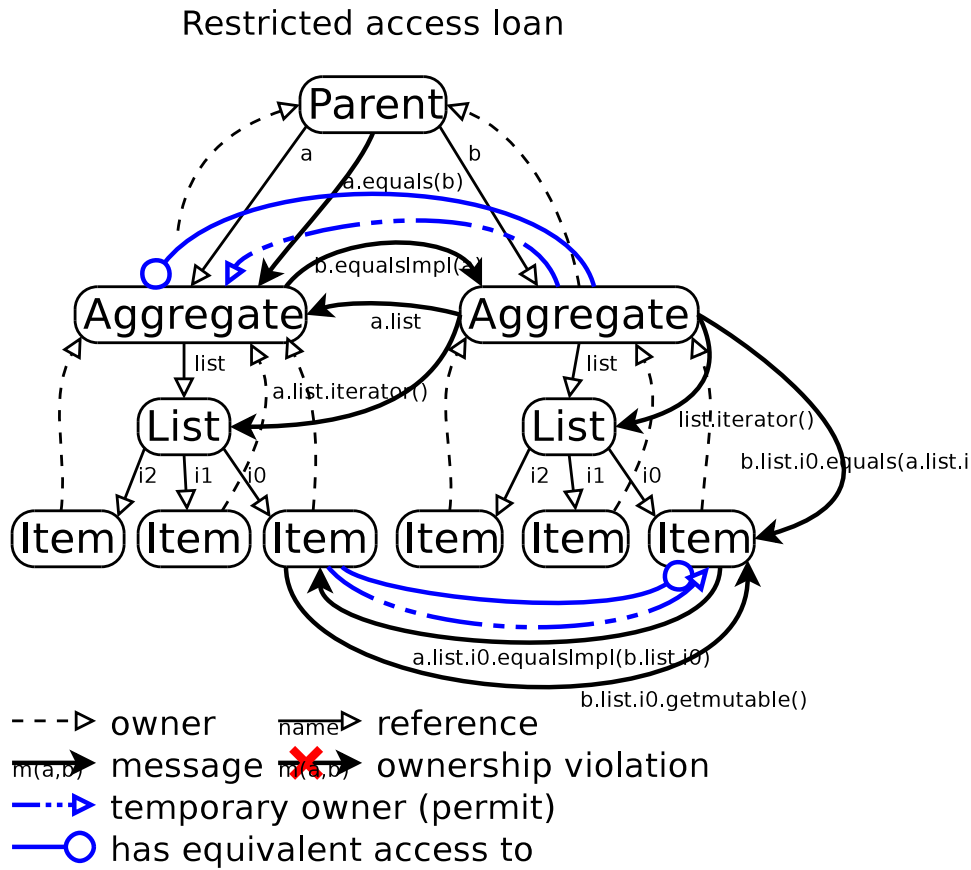 Restricted access loan
Parent
a
b
a.equals(b)
b.equalsImpl(a)
Aggregate
Aggregate
a.list
list
list
a.list.iterator()
List
List
list.iterator()
b.list.i0.equals(a.list.i
i2
i1
i0
i2
i1
i0
Item
Item
Item
Item
Item
Item
a.list.i0.equalsImpl(b.list.i0)
b.list.i0.getmutable()
owner
name
reference
m(a,b)
message
m(a,b)
ownership violation
temporary owner (permit)
has equivalent access to